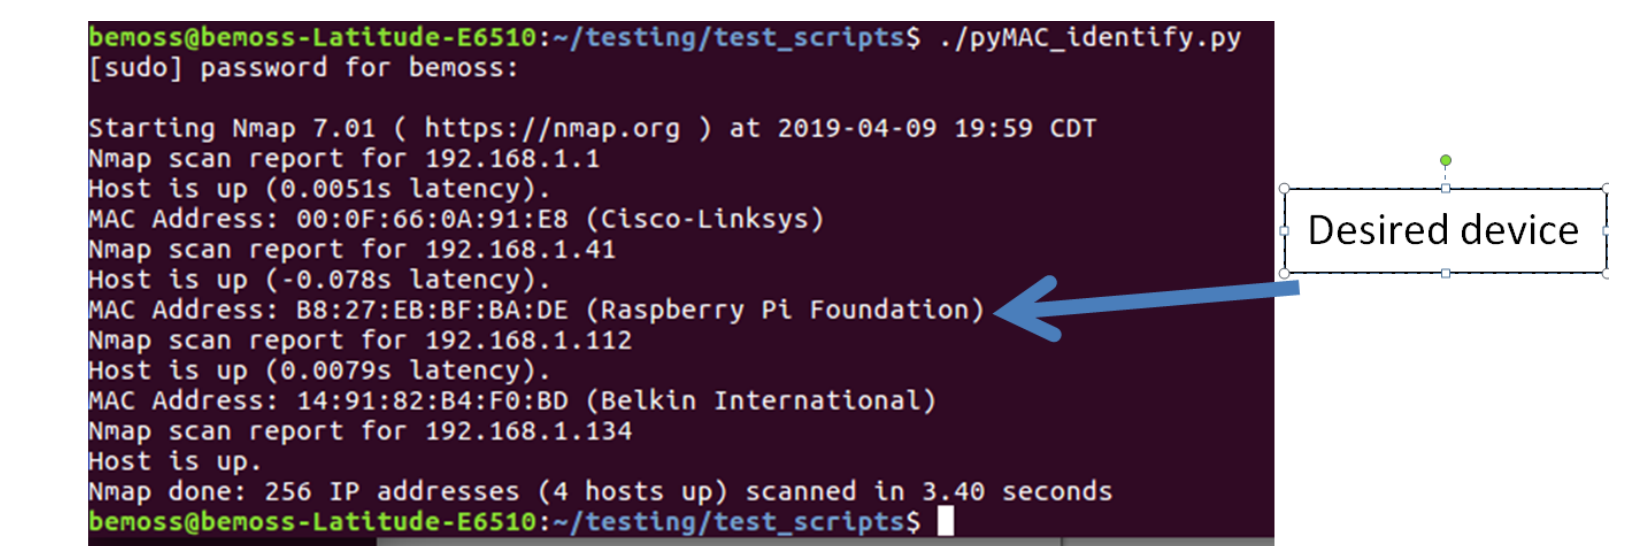 bemoss@bemoss-Latitude-E6510:~/testing/test_scripts$ ./pyMAC_identify.py
[sudo] password for bemoss:
Starting Nmap 7.01 ( https://nmap.org ) at 2019-04-09 19:59 CDT
Nmap scan report for 192.168.1.1
Host is up (0.0051s latency).
MAC Address: 00:0F:66:0A:91:E8 (Cisco-Linksys)
Nmap scan report for 192.168.1.41
Host is up (-0.078s latency).
MAC Address: B8:27:EB:BF:BA:DE (Raspberry Pi Foundation)
Nmap scan report for 192.168.1.112
Host is up (0.0079s latency).
MAC Address: 14:91:82:B4:F0:BD (Belkin International)
Nmap scan report for 192.168.1.134
Host is up.
Nmap done: 256 IP addresses (4 hosts up) scanned in 3.40 seconds
bemoss@bemoss-Latitude-E6510:~/testing/test_scripts$
Desired device